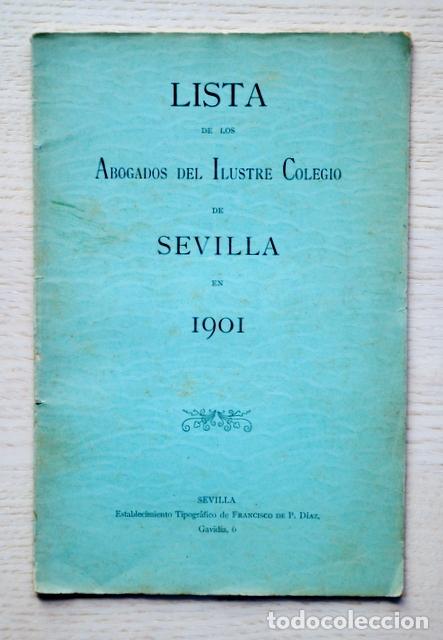 LISTA
DE LOS
ABOGADOS DEL ILUSTRE COLEGIO
DE
SEVILLA
EN
1901
SEVILLA
Establecimiento Tipográfico de FRANCISCO DE P. DÍAZ,
Gavidia, 6
todocoleccion